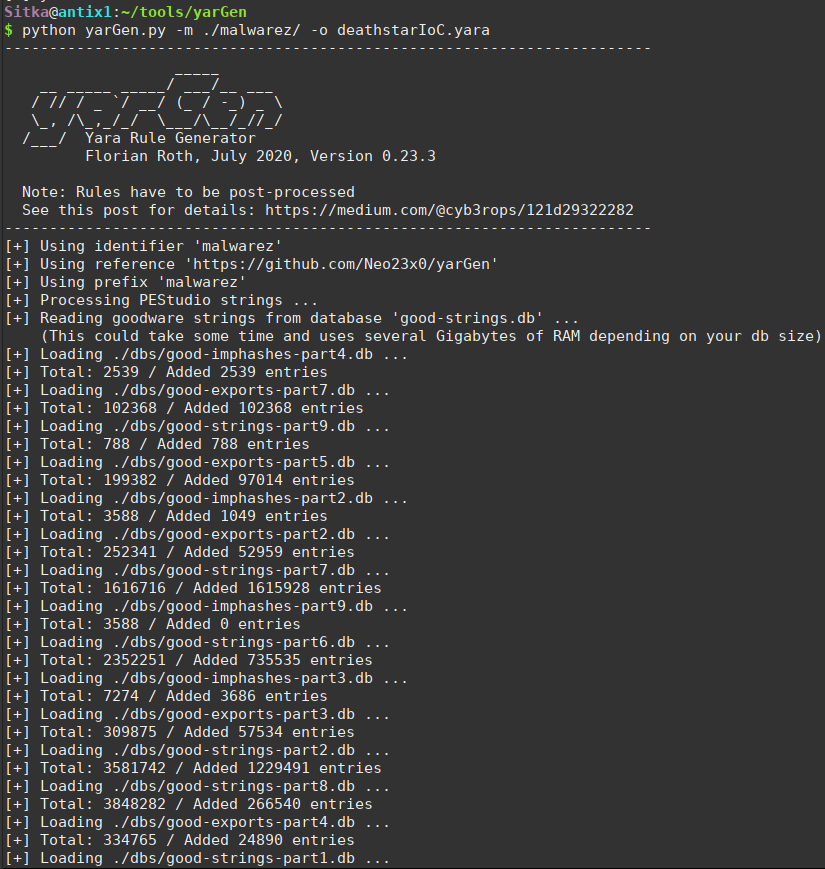 Sitka@antix1:~/tools/yarGen
$ python yarGen.py -m ./malwarez/ -o deathstarIoC.yara
------------------------------------------------------------------------
                   _____
    __ _____ _____/ ___/__ ___
   / // / _ `/ __/ (_ / -_) _ \
   \_, /\_,_/_/  \___/\__/_//_/
  /___/  Yara Rule Generator
         Florian Roth, July 2020, Version 0.23.3
  Note: Rules have to be post-processed
  See this post for details: https://medium.com/@cyb3rops/121d29322282
------------------------------------------------------------------------
[+] Using identifier 'malwarez'
[+] Using reference 'https://github.com/Neo23x0/yarGen'
[+] Using prefix 'malwarez'
[+] Processing PEStudio strings ...
[+] Reading goodware strings from database 'good-strings.db' ...
    (This could take some time and uses several Gigabytes of RAM depending on your db size)
[+] Loading ./dbs/good-imphashes-part4.db ...
[+] Total: 2539 / Added 2539 entries
[+] Loading ./dbs/good-exports-part7.db ...
[+] Total: 102368 / Added 102368 entries
[+] Loading ./dbs/good-strings-part9.db ...
[+] Total: 788 / Added 788 entries
[+] Loading ./dbs/good-exports-part5.db ...
[+] Total: 199382 / Added 97014 entries
[+] Loading ./dbs/good-imphashes-part2.db ...
[+] Total: 3588 / Added 1049 entries
[+] Loading ./dbs/good-exports-part2.db ...
[+] Total: 252341 / Added 52959 entries
[+] Loading ./dbs/good-strings-part7.db ...
[+] Total: 1616716 / Added 1615928 entries
[+] Loading ./dbs/good-imphashes-part9.db ...
[+] Total: 3588 / Added 0 entries
[+] Loading ./dbs/good-strings-part6.db ...
[+] Total: 2352251 / Added 735535 entries
[+] Loading ./dbs/good-imphashes-part3.db ...
[+] Total: 7274 / Added 3686 entries
[+] Loading ./dbs/good-exports-part3.db ...
[+] Total: 309875 / Added 57534 entries
[+] Loading ./dbs/good-strings-part2.db ...
[+] Total: 3581742 / Added 1229491 entries
[+] Loading ./dbs/good-strings-part8.db ...
[+] Total: 3848282 / Added 266540 entries
[+] Loading ./dbs/good-exports-part4.db ...
[+] Total: 334765 / Added 24890 entries
[+] Loading ./dbs/good-strings-part1.db ...